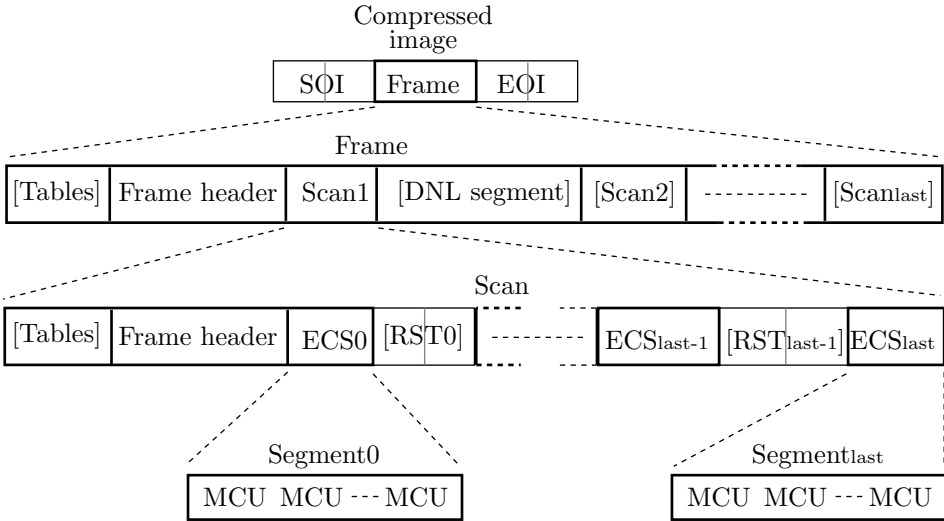 Compressed
image
SOI Frame EOI
Frame
[Tables] Frame header Scan1 [DNL segment] [Scan2] [Scanlast]
Scan
[Tables] Frame header ECS0 [RST0] ECSlast-1 [RSTlast-1] ECSlast
Segment0 Segmentlast
MCU MCU --- MCU MCU MCU --- MCU